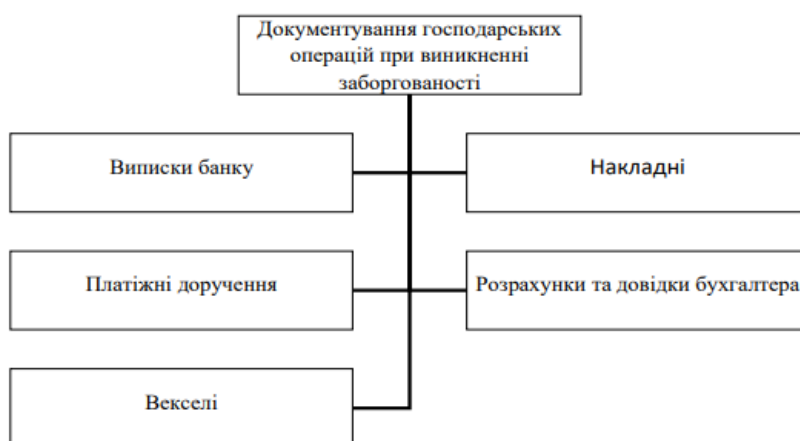 Документування господарських
операцій при виникненні
заборгованості
Виписки банку
Накладні
Платіжні доручення
Розрахунки та довідки бухгалтера
Векселі